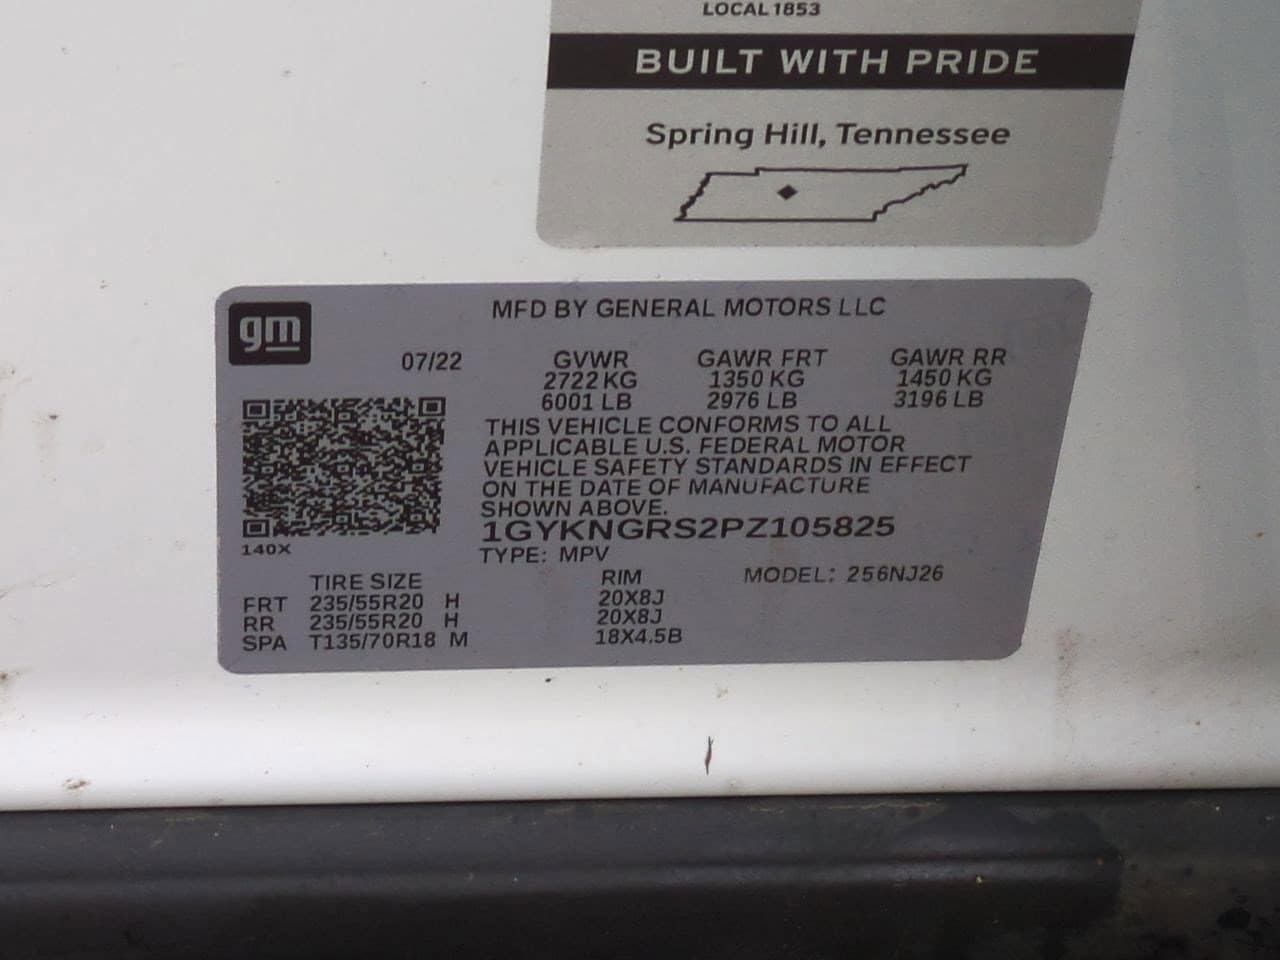 LOCAL 1853
BUILT WITH PRIDE
Spring Hill, Tennessee
gm
MFD BY GENERAL MOTORS LLC
07/22 GVWR GAWR FRT GAWR RR
2722 KG 1350 KG 1450 KG
6001 LB 2976 LB 3196 LB
THIS VEHICLE CONFORMS TO ALL
APPLICABLE U.S. FEDERAL MOTOR
VEHICLE SAFETY STANDARDS IN EFFECT
ON THE DATE OF MANUFACTURE
SHOWN ABOVE.
1GYKNGRS2PZ105825
140X
TYPE: MPV
TIRE SIZE RIM MODEL: 256NJ26
FRT 235/55R20 H 20X8J
RR 235/55R20 H 20X8J
SPA T135/70R18 M 18X4.5B